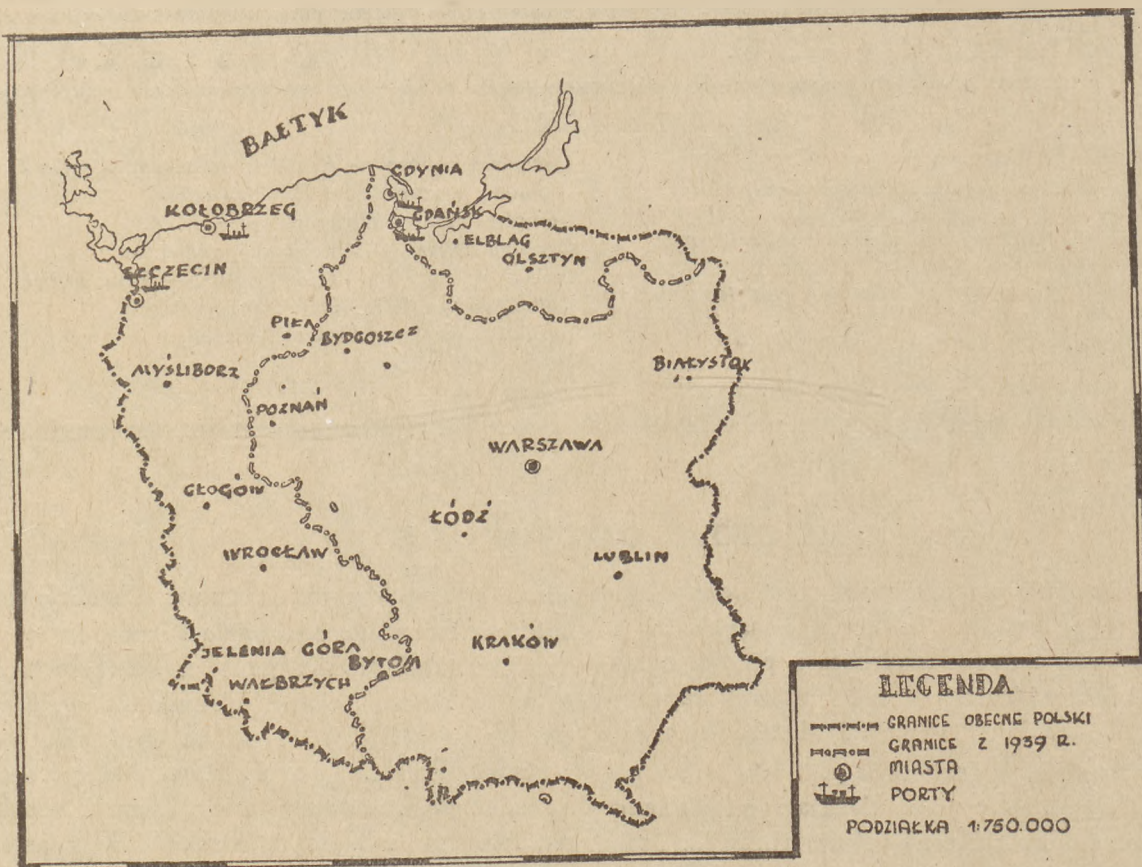 BAŁTYK
GDYNIA
KOŁOBRZEG
GDAŃSK
ELBLĄG
OLSZTYN
SZCZECIN
PIŁA
BYDGOSZCZ
MYŚLIBORZ
BIAŁYSTOK
POZNAŃ
WARSZAWA
GŁOGÓW
ŁÓDŹ
WROCŁAW
LUBLIN
JELENIA GÓRA
BYTOM
KRAKÓW
WAŁBRZYCH
LEGENDA
GRANICE OBECNE POLSKI
GRANICE Z 1939 R.
MIASTA
PORTY
PODZIAŁKA 1:750.000